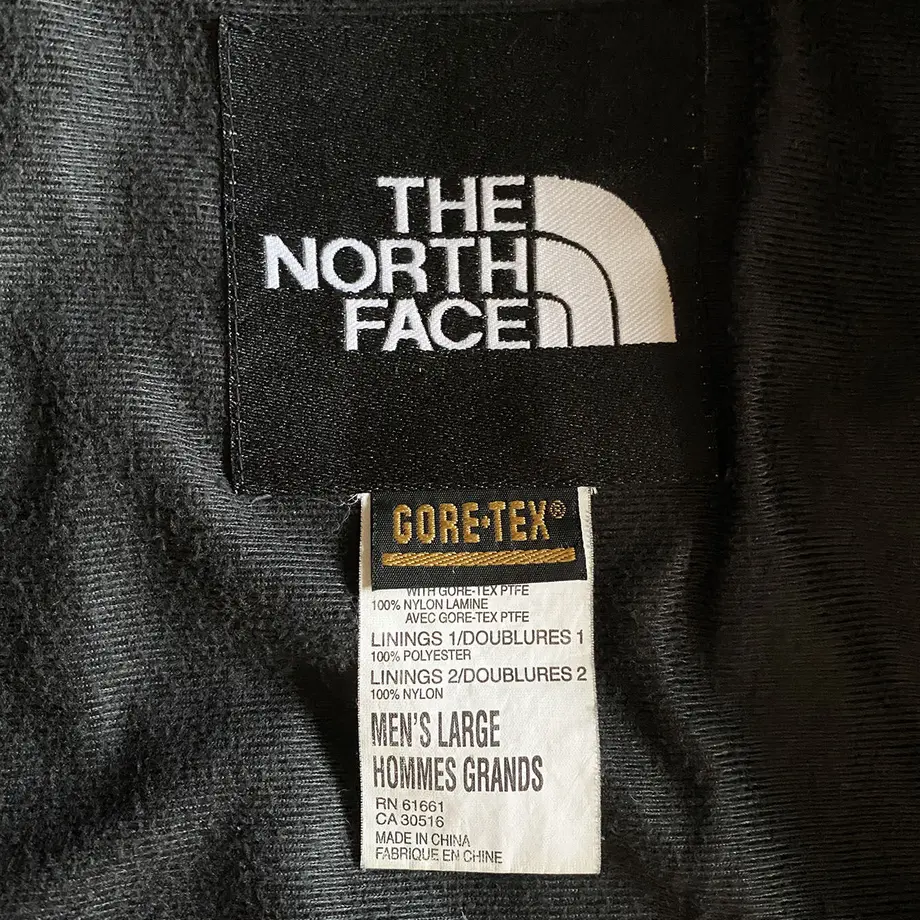 THE
NORTH
FACE
GORE-TEX®
WITH GORE-TEX PTFE
100% NYLON LAMINE
AVEC GORE-TEX PTFE
LININGS 1/DOUBLURES 1
100% POLYESTER
LININGS 2/DOUBLURES 2
100% NYLON
MEN'S LARGE
HOMMES GRANDS
RN 61661
CA 30516
MADE IN CHINA
FABRIQUE EN CHINE